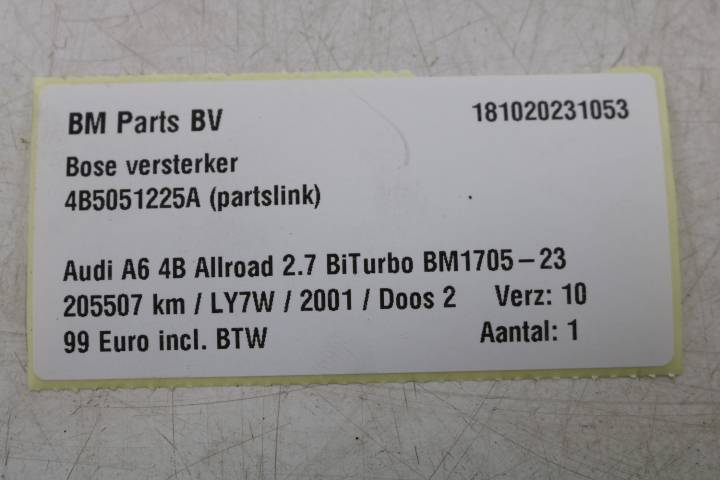 BM Parts BV 181020231053
Bose versterker
4B5051225A (partslink)
Audi A6 4B Allroad 2.7 BiTurbo BM1705-23
205507 km / LY7W / 2001 / Doos 2 Verz: 10
99 Euro incl. BTW Aantal: 1